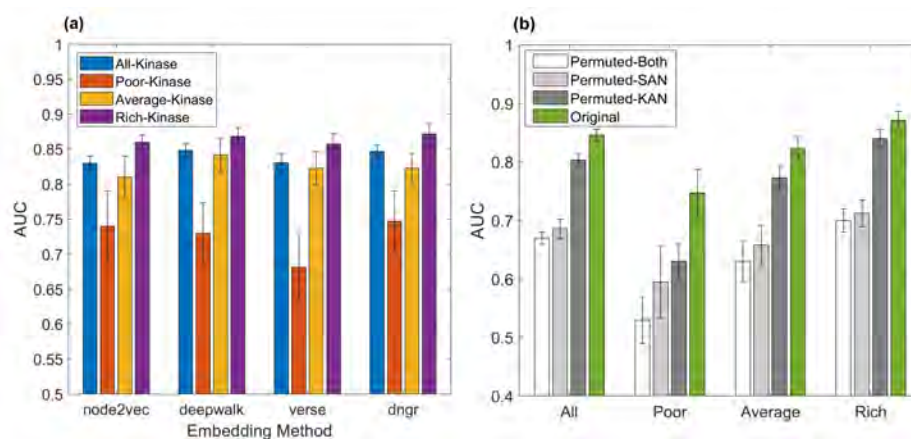 (a)
1
0.95
0.9
0.85
0.8
0.75
0.7
0.65
0.6
0.55
0.5
AUC
All-Kinase
Poor-Kinase
Average-Kinase
Rich-Kinase
node2vec deepwalk verse dngr
Embedding Method
(b)
1
0.9
0.8
0.7
0.6
0.5
0.4
AUC
Permuted-Both
Permuted-SAN
Permuted-KAN
Original
All Poor Average Rich